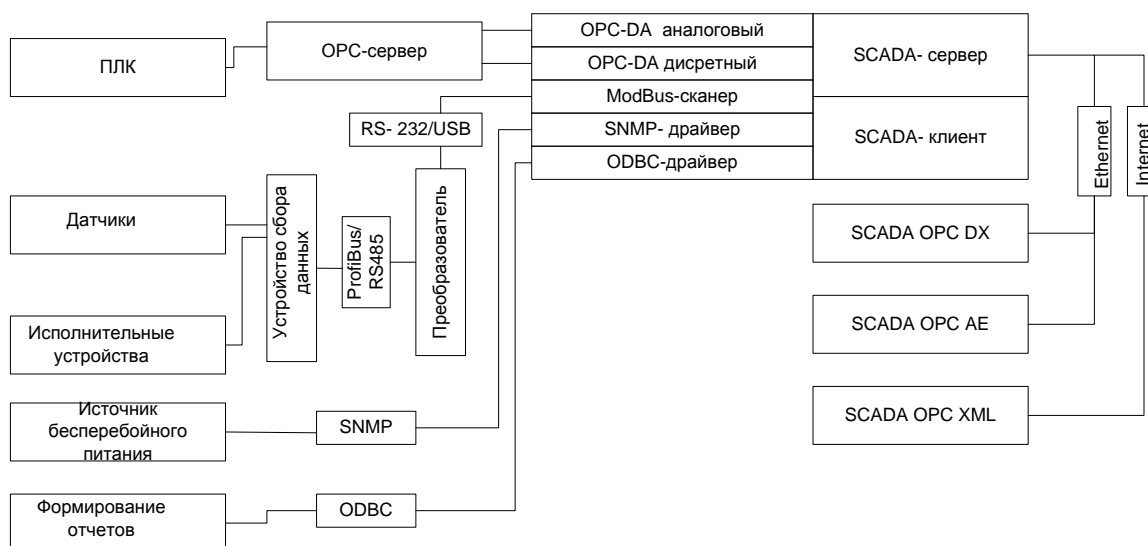 ПЛК
OPC-сервер
OPC-DA аналоговый
OPC-DA дисретный
ModBus-сканер
SNMP- драйвер
ODBC-драйвер
SCADA- сервер
SCADA- клиент
RS- 232/USB
Ethernet
Internet
Датчики
Устройство сбора
данных
ProfiBus/
RS485
Преобразователь
Исполнительные
устройства
Источник
бесперебойного
питания
SNMP
Формирование
отчетов
ODBC
SCADA OPC DX
SCADA OPC AE
SCADA OPC XML